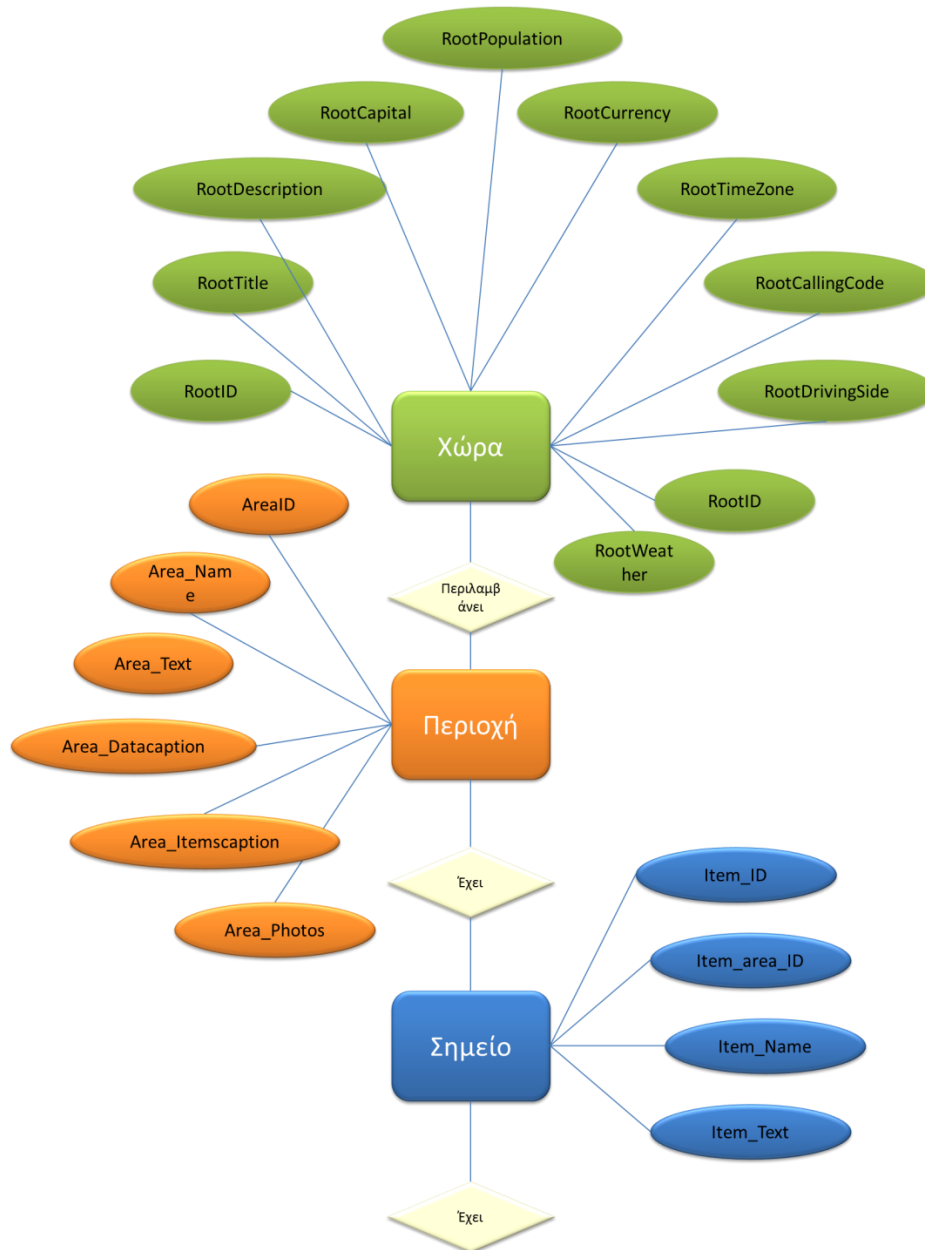 RootPopulation
RootCapital
RootCurrency
RootDescription
RootTimeZone
RootTitle
RootCallingCode
RootID
RootDrivingSide
Χώρα
AreaID
RootID
RootWeat
her
Area_Nam
e
Περιλαμβ
άνει
Area_Text
Περιοχή
Area_Datacaption
Area_Itemscaption
Έχει
Item_ID
Area_Photos
Item_area_ID
Σημείο
Item_Name
Item_Text
Έχει